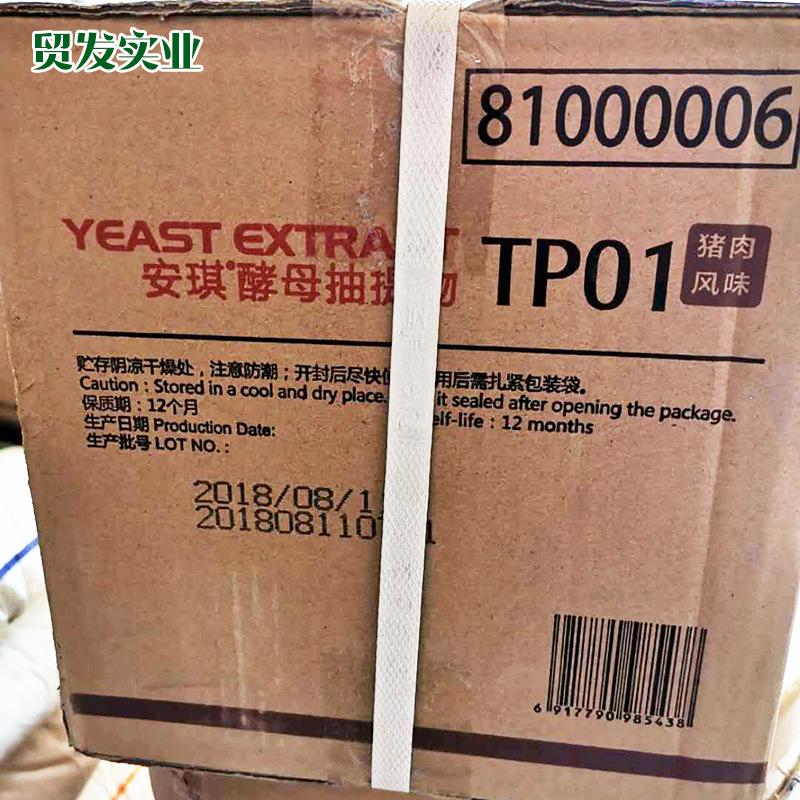 贸发实业
81000006
YEAST EXTRA T
安琪®酵母抽提物
TP01
猪肉
风味
贮存阴凉干燥处，注意防潮；开封后尽快 用后需扎紧包装袋。
Caution : Stored in a cool and dry place. it sealed after opening the package.
保质期：12个月 elf-life : 12 months
生产日期 Production Date:
生产批号 LOT NO. :
2018/08/1
201808110 1
6 917790 985438